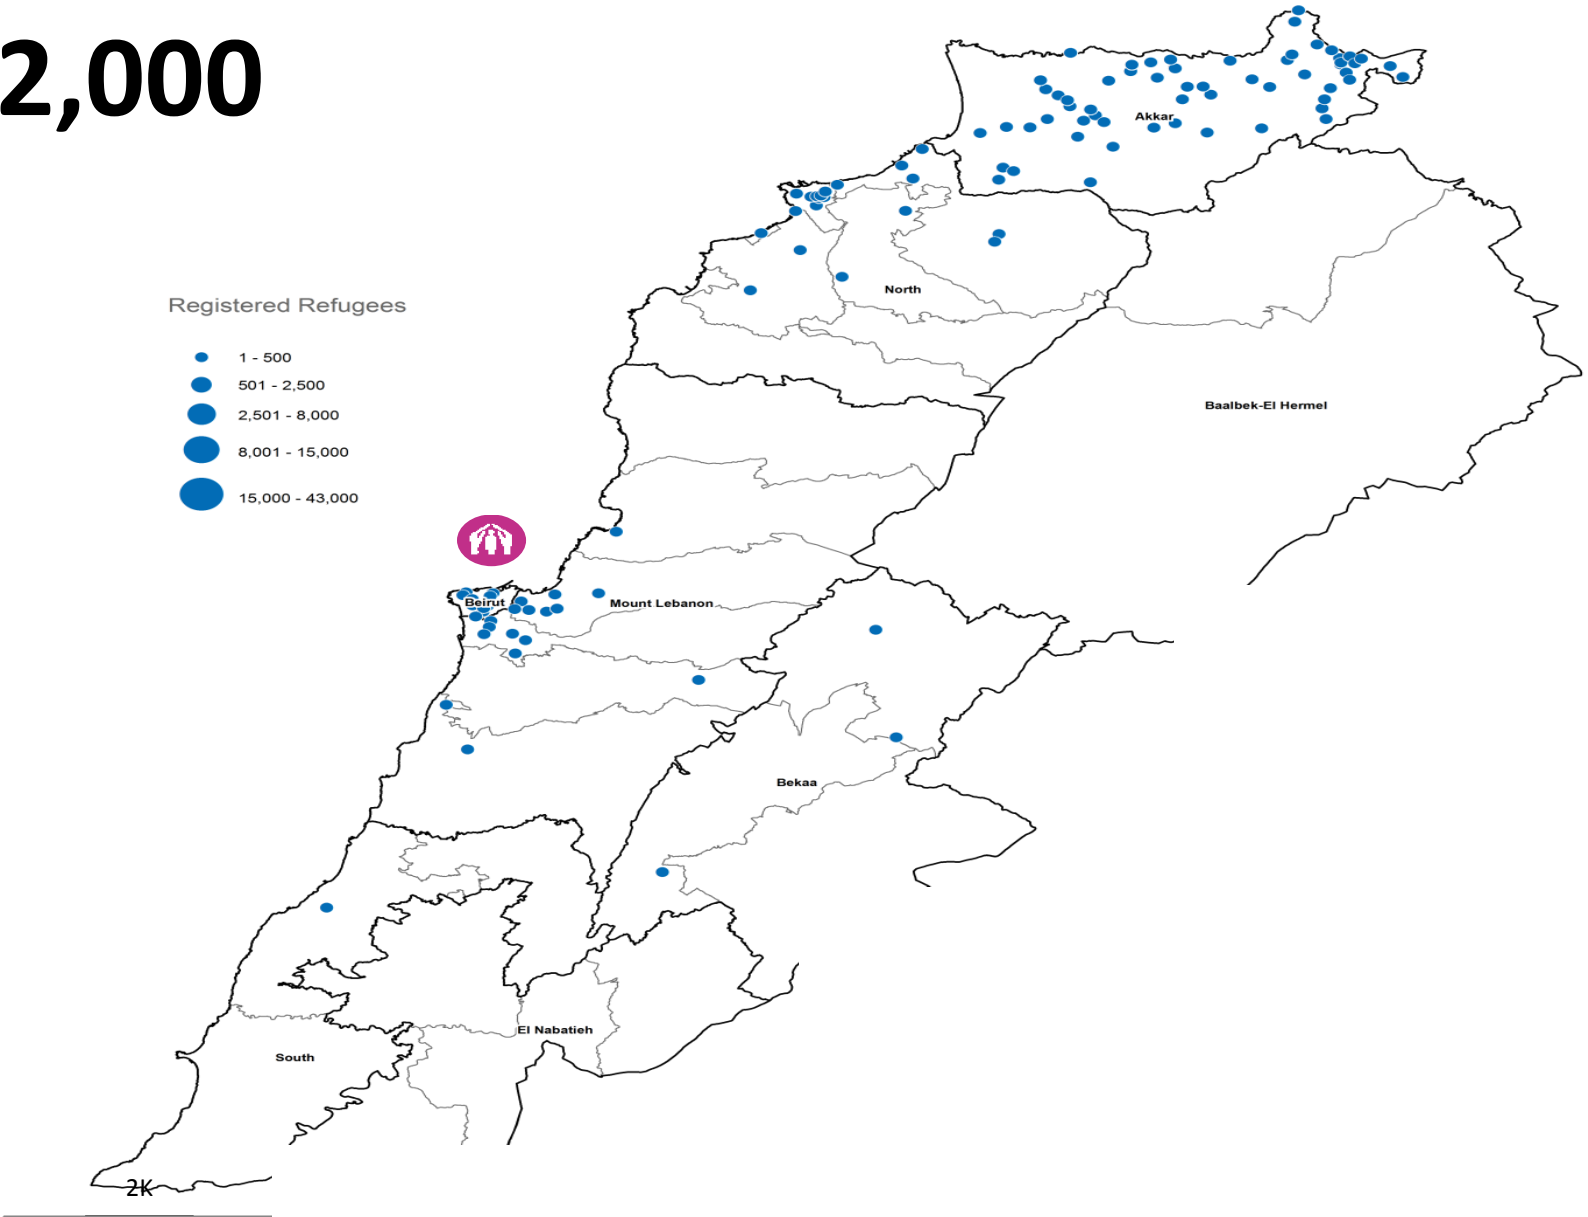 2,000
Akkar
North
Registered Refugees
1 - 500
501 - 2,500
2,501 - 8,000
8,001 - 15,000
15,000 - 43,000
Baalbek-El Hermel
Beirut
Mount Lebanon
Bekaa
El Nabatieh
South
2K